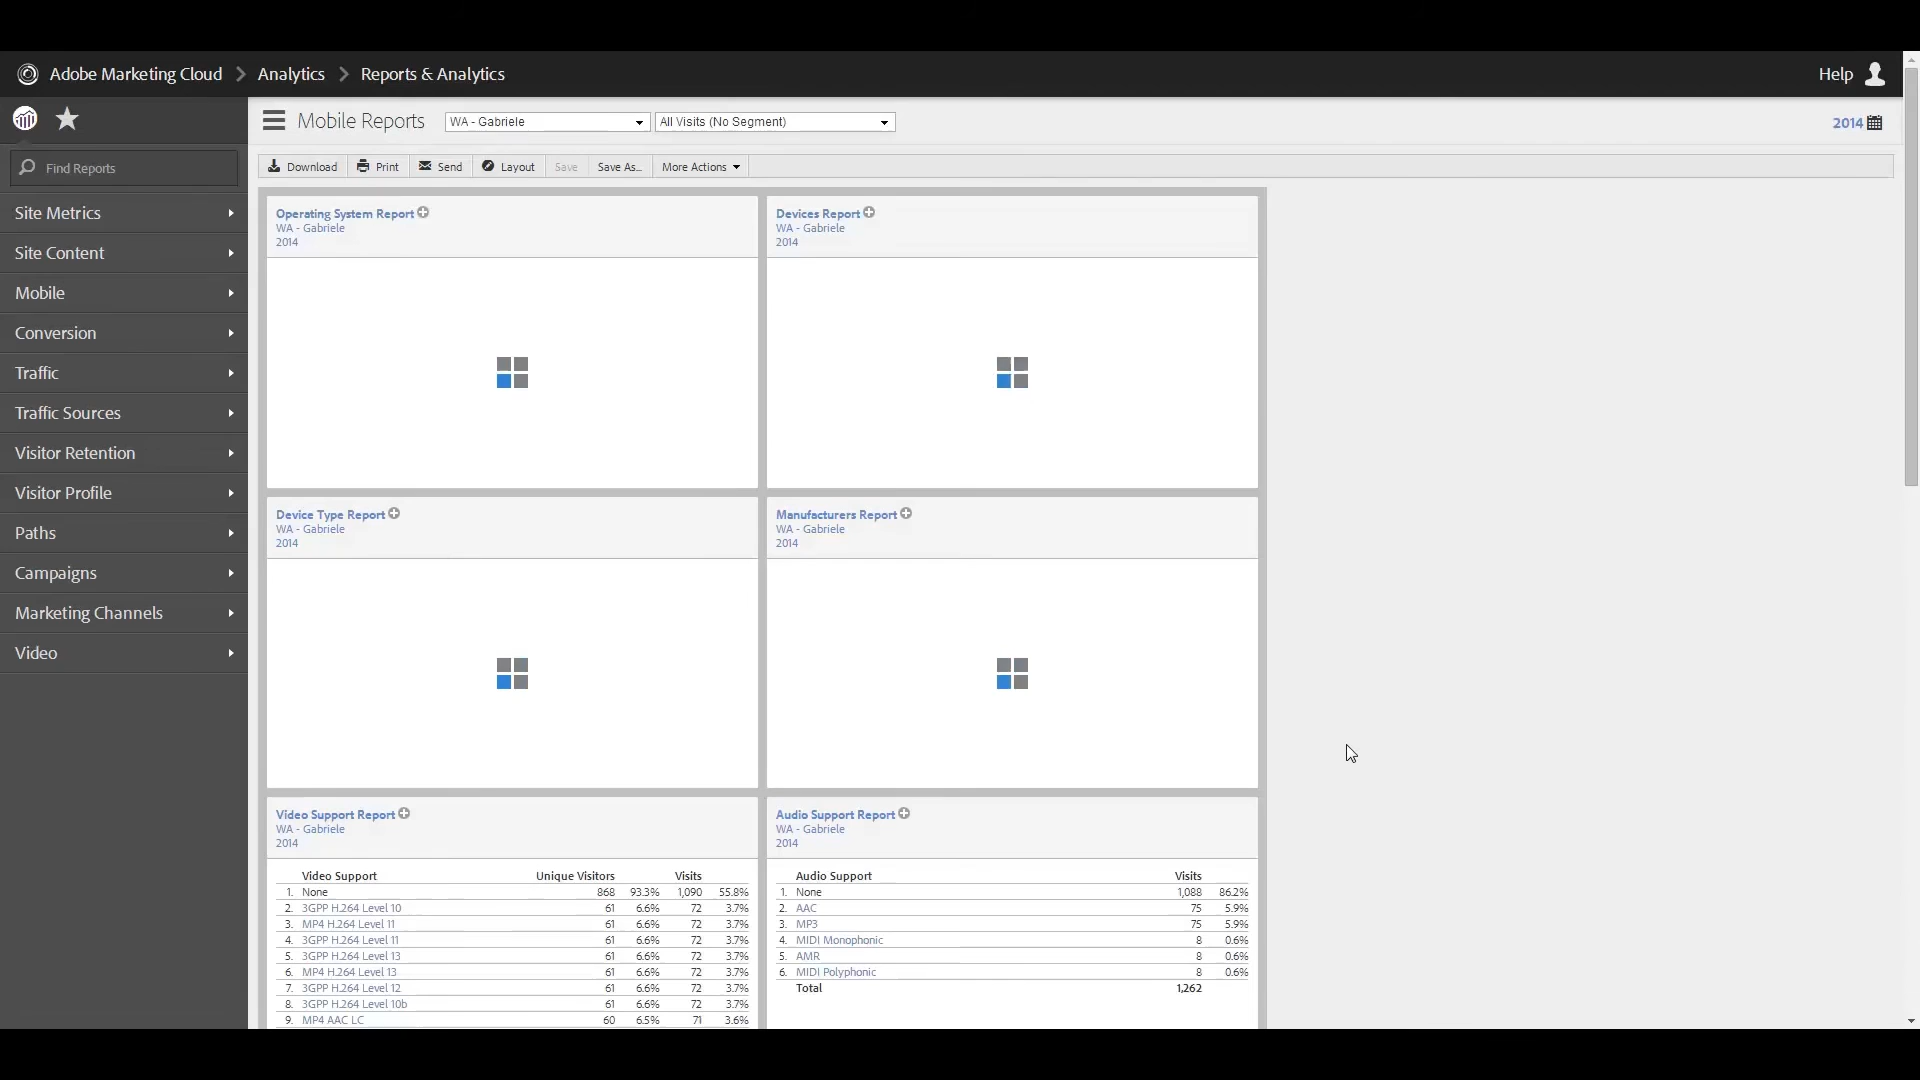 Adobe Marketing Cloud Analytics Reports & Analytics Help
Mobile Reports WA - Gabriele All Visits (No Segment) 2014
Find Reports
Download Print Send Layout Save Save As... More Actions
Site Metrics
Site Content
Mobile
Conversion
Traffic
Traffic Sources
Visitor Retention
Visitor Profile
Paths
Campaigns
Marketing Channels
Video
Operating System Report
WA - Gabriele
2014
Devices Report
WA - Gabriele
2014
Device Type Report
WA - Gabriele
2014
Manufacturers Report
WA - Gabriele
2014
Video Support Report
WA - Gabriele
2014
Video Support Unique Visitors Visits
1. None 868 93.3% 1,090 55.8%
2. 3GPP H.264 Level 10 61 6.6% 72 3.7%
3. MP4 H.264 Level 11 61 6.6% 72 3.7%
4. 3GPP H.264 Level 11 61 6.6% 72 3.7%
5. 3GPP H.264 Level 13 61 6.6% 72 3.7%
6. MP4 H.264 Level 13 61 6.6% 72 3.7%
7. 3GPP H.264 Level 12 61 6.6% 72 3.7%
8. 3GPP H.264 Level 10b 61 6.6% 72 3.7%
9. MP4 AAC LC 60 6.5% 71 3.6%
Audio Support Report
WA - Gabriele
2014
Audio Support Visits
1. None 1,088 86.2%
2. AAC 75 5.9%
3. MP3 75 5.9%
4. MIDI Monophonic 8 0.6%
5. AMR 8 0.6%
6. MIDI Polyphonic 8 0.6%
Total 1,262